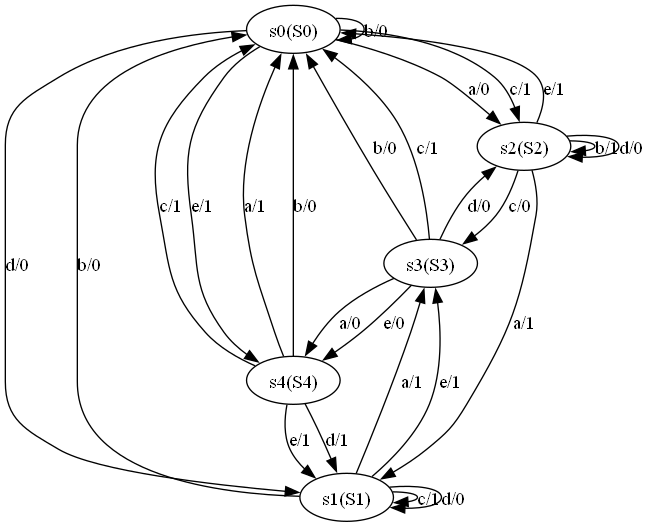 s0(S0)
b/0
a/0
c/1
e/1
s2(S2)
b/1
d/0
c/1
e/1
a/1
b/0
b/0
c/1
d/0
c/0
d/0
b/0
s3(S3)
a/0
e/0
a/1
s4(S4)
a/1
e/1
e/1
d/1
s1(S1)
c/1
d/0